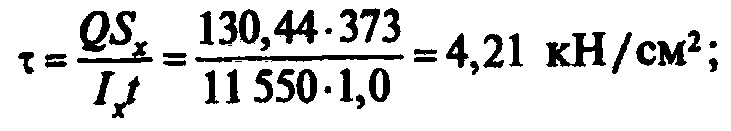 τ = QSₓ / Iₓt = 130,44·373 / 11 550·1,0 = 4,21 кН/см²;